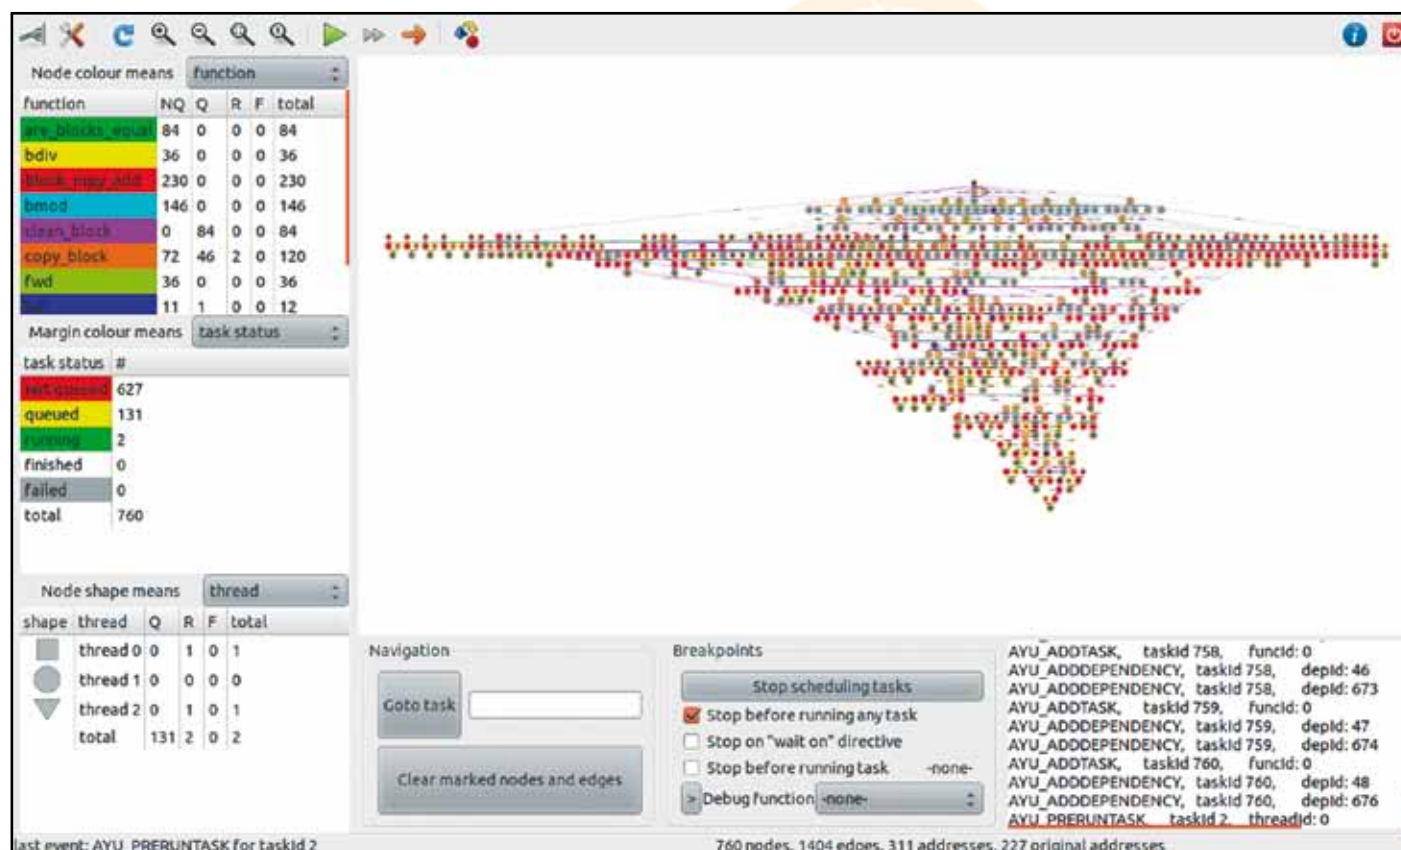 Node colour means function
function NQ Q R F total
are_blocks_equal 84 0 0 0 84
bdiv 36 0 0 0 36
block_copy_add 230 0 0 0 230
bmod 146 0 0 0 146
clean_block 0 84 0 0 84
copy_block 72 46 2 0 120
fwd 36 0 0 0 36
11 1 0 0 12
Margin colour means task status
task status #
not queued 627
queued 131
running 2
finished 0
failed 0
total 760
Node shape means thread
shape thread Q R F total
thread 0 0 1 0 1
thread 1 0 0 0 0
thread 2 0 1 0 1
total 131 2 0 2
Navigation
Goto task
Clear marked nodes and edges
Breakpoints
Stop scheduling tasks
Stop before running any task
Stop on "wait on" directive
Stop before running task -none-
> Debug function -none-
AYU_ADDTASK, taskId 758, funcId: 0
AYU_ADDDEPENDENCY, taskId 758, depId: 46
AYU_ADDDEPENDENCY, taskId 758, depId: 673
AYU_ADDTASK, taskId 759, funcId: 0
AYU_ADDDEPENDENCY, taskId 759, depId: 47
AYU_ADDDEPENDENCY, taskId 759, depId: 674
AYU_ADDTASK, taskId 760, funcId: 0
AYU_ADDDEPENDENCY, taskId 760, depId: 48
AYU_ADDDEPENDENCY, taskId 760, depId: 676
AYU_PRERUNTASK, taskId 2, threadId: 0
last event: AYU_PRERUNTASK for taskId 2
760 nodes, 1404 edges, 311 addresses, 227 original addresses